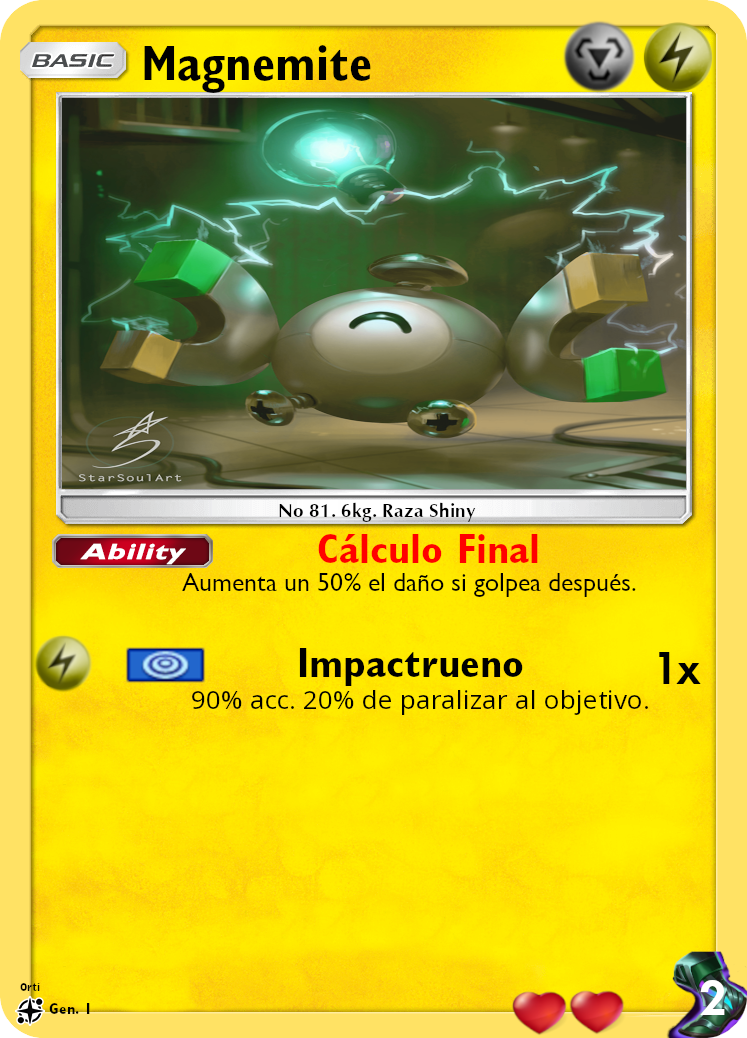 BASIC Magnemite
StarSoulArt
No 81. 6kg. Raza Shiny
Ability Cálculo Final
Aumenta un 50% el daño si golpea después.
Impactrueno 1x
90% acc. 20% de paralizar al objetivo.
Orti
Gen. 1
2